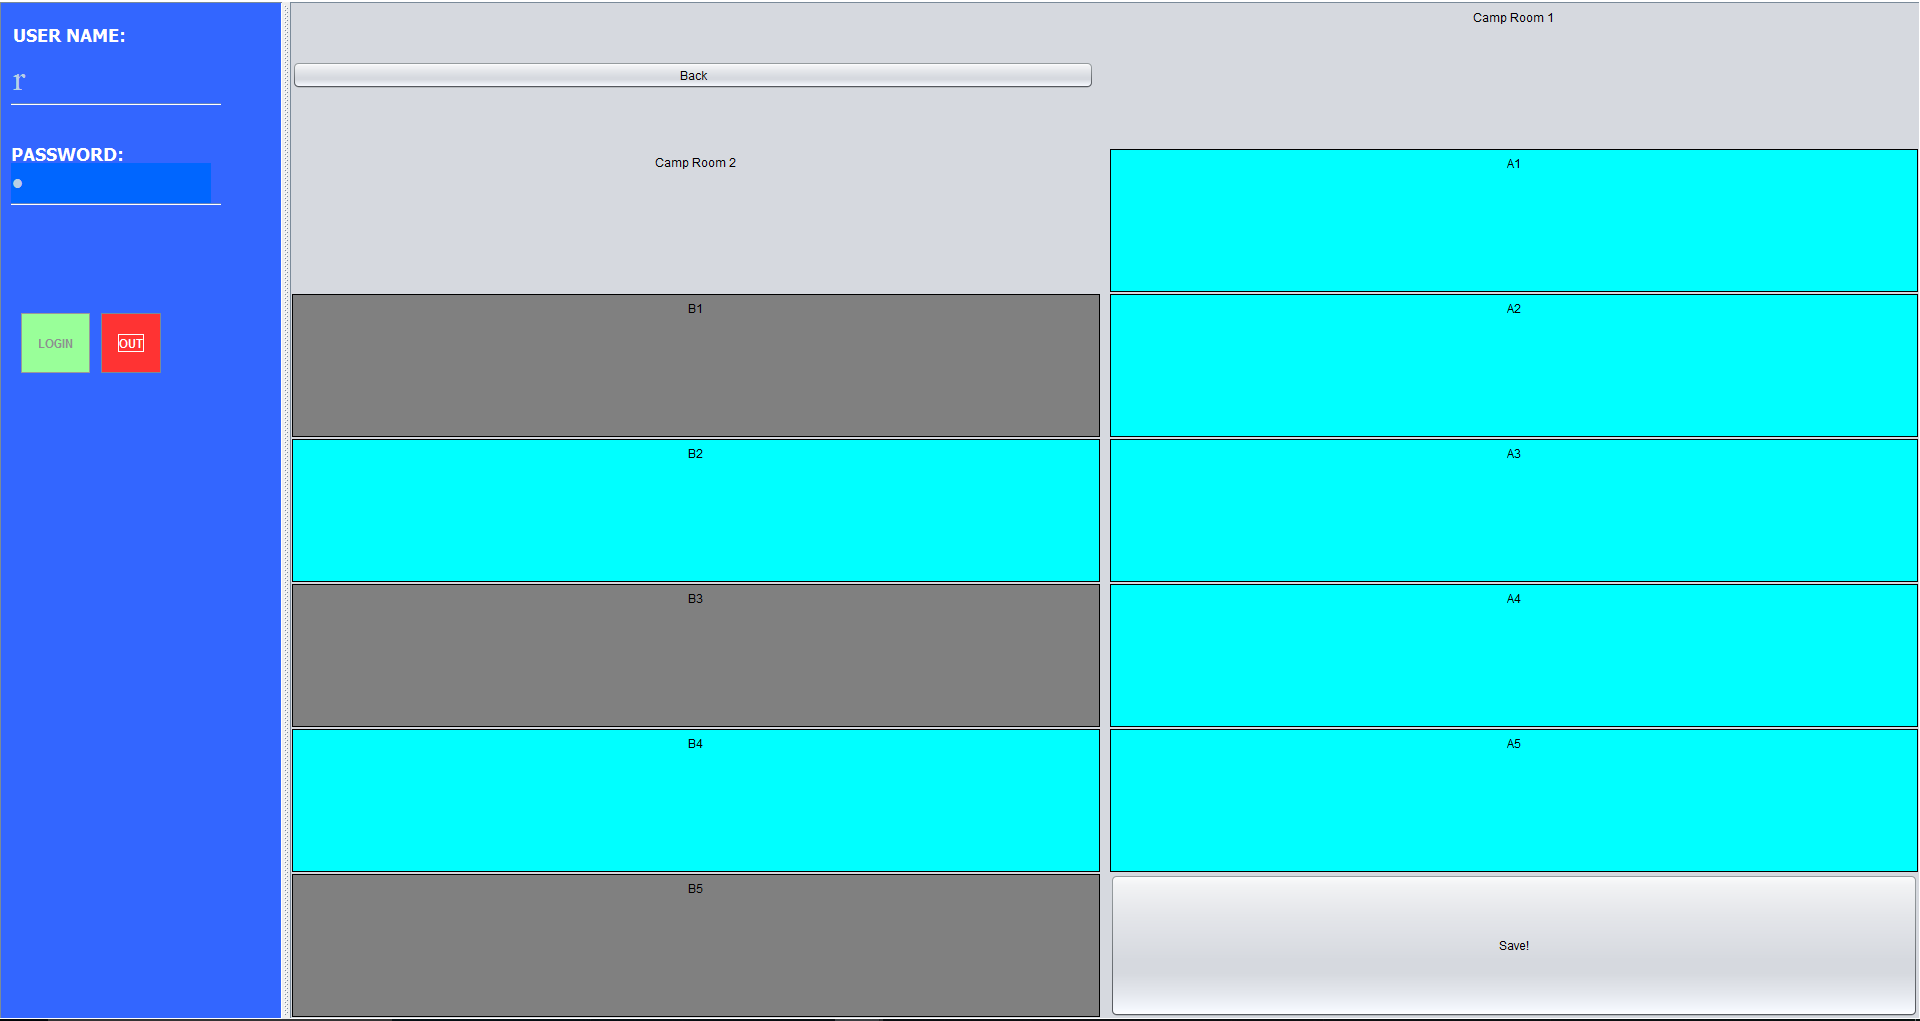 USER NAME:
r
PASSWORD:
LOGIN
OUT
Camp Room 1
Back
Camp Room 2
A1
B1
A2
B2
A3
B3
A4
B4
A5
B5
Save!